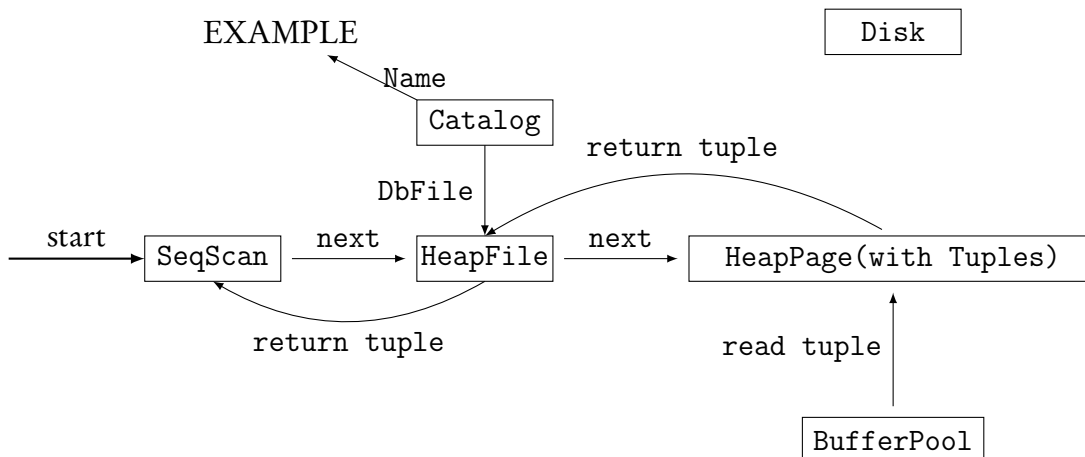 EXAMPLE
Disk
Name
Catalog
return tuple
DbFile
start
SeqScan
next
HeapFile
next
HeapPage(with Tuples)
return tuple
read tuple
BufferPool